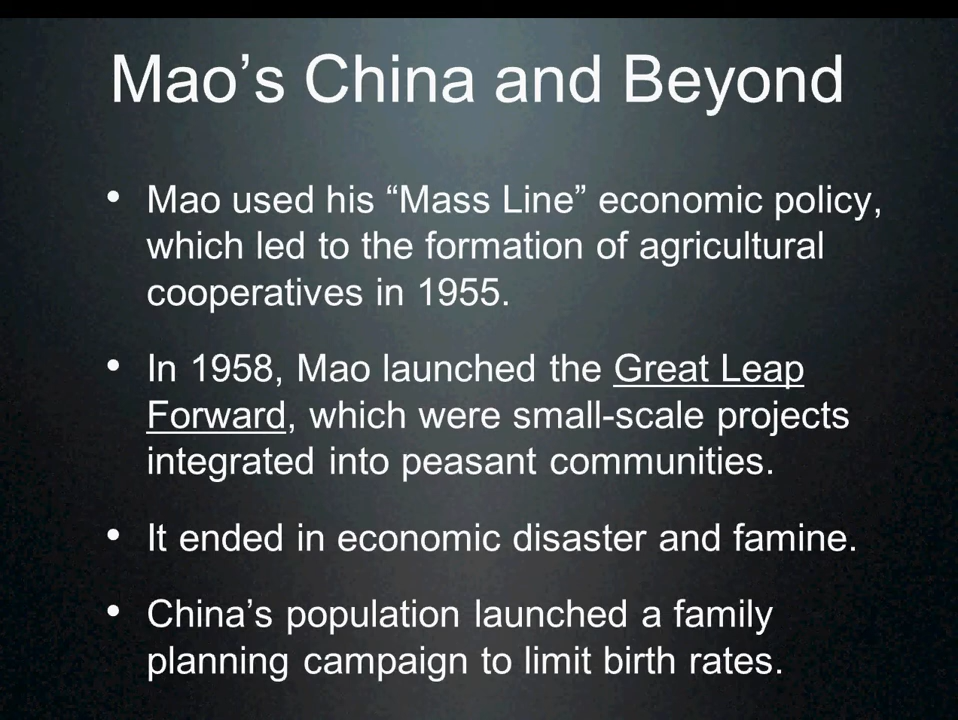 Mao’s China and Beyond
• Mao used his “Mass Line” economic policy,
which led to the formation of agricultural
cooperatives in 1955.
• In 1958, Mao launched the Great Leap
Forward, which were small-scale projects
integrated into peasant communities.
• It ended in economic disaster and famine.
• China’s population launched a family
planning campaign to limit birth rates.